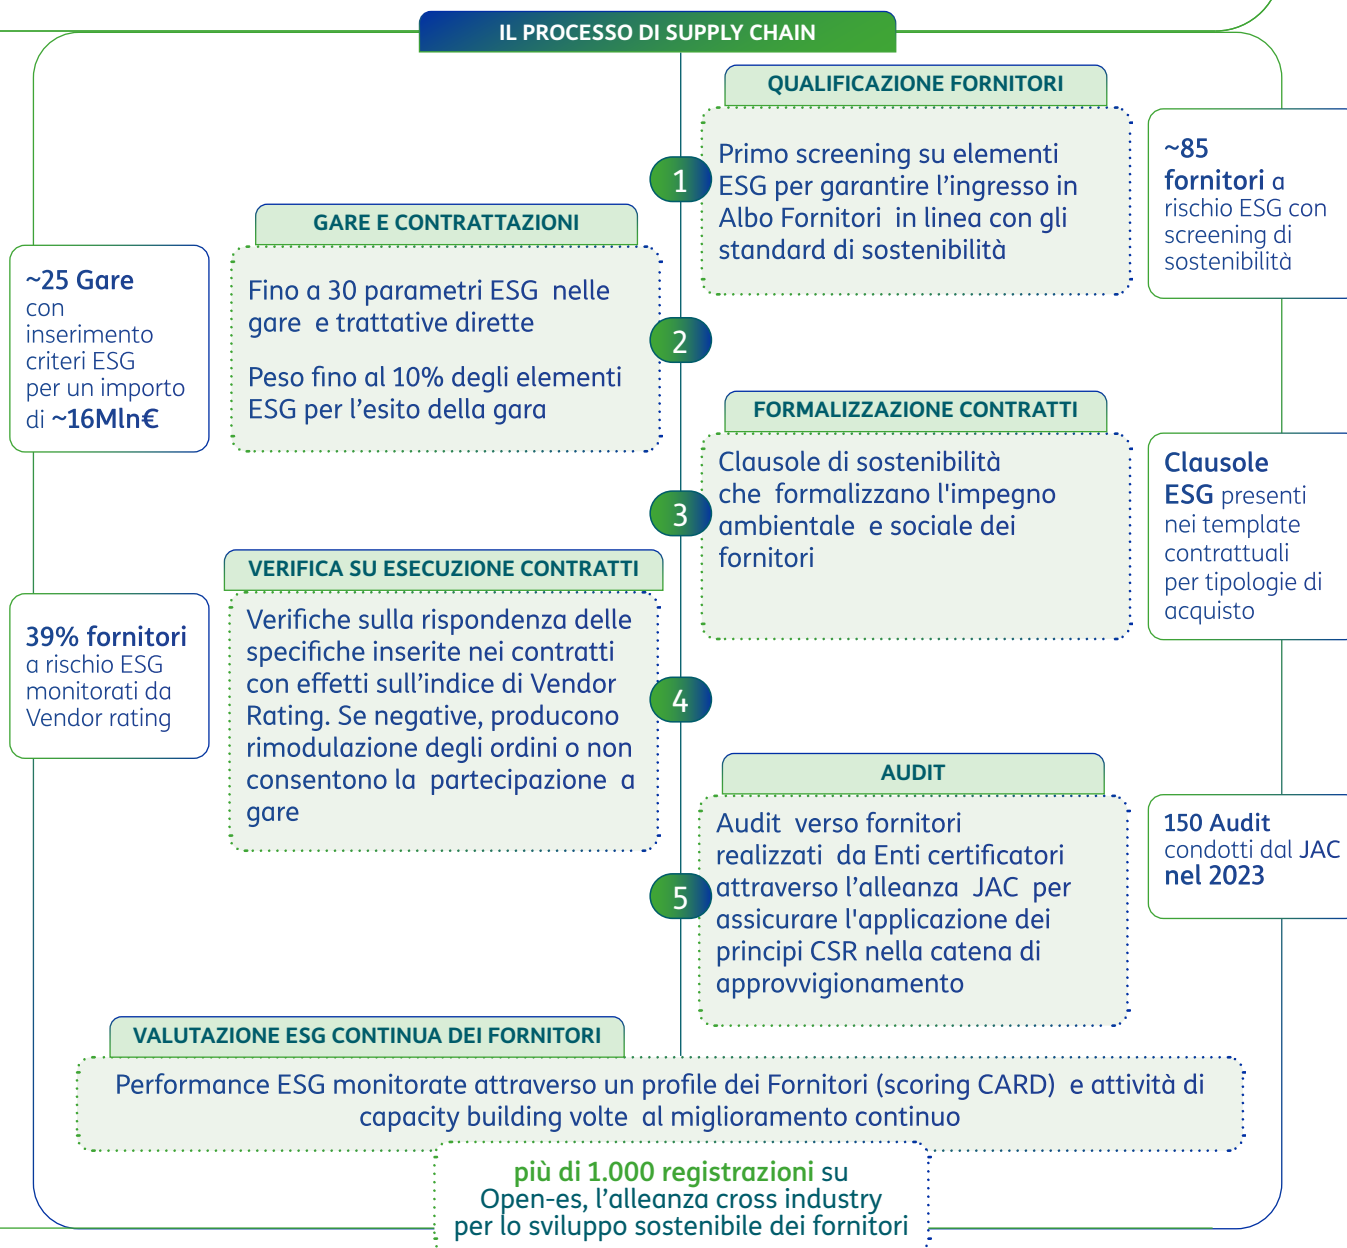 IL PROCESSO DI SUPPLY CHAIN
QUALIFICAZIONE FORNITORI
1
Primo screening su elementi
ESG per garantire l’ingresso in
Albo Fornitori in linea con gli
standard di sostenibilità
~85
fornitori a
rischio ESG con
screening di
sostenibilità
GARE E CONTRATTAZIONI
~25 Gare
con
inserimento
criteri ESG
per un importo
di ~16Mln€
Fino a 30 parametri ESG nelle
gare e trattative dirette
Peso fino al 10% degli elementi
ESG per l’esito della gara
2
FORMALIZZAZIONE CONTRATTI
3
Clausole di sostenibilità
che formalizzano l'impegno
ambientale e sociale dei
fornitori
Clausole
ESG presenti
nei template
contrattuali
per tipologie di
acquisto
VERIFICA SU ESECUZIONE CONTRATTI
39% fornitori
a rischio ESG
monitorati da
Vendor rating
Verifiche sulla rispondenza delle
specifiche inserite nei contratti
con effetti sull’indice di Vendor
Rating. Se negative, producono
rimodulazione degli ordini o non
consentono la partecipazione a
gare
4
AUDIT
5
Audit verso fornitori
realizzati da Enti certificatori
attraverso l’alleanza JAC per
assicurare l'applicazione dei
principi CSR nella catena di
approvvigionamento
150 Audit
condotti dal JAC
nel 2023
VALUTAZIONE ESG CONTINUA DEI FORNITORI
Performance ESG monitorate attraverso un profile dei Fornitori (scoring CARD) e attività di
capacity building volte al miglioramento continuo
più di 1.000 registrazioni su
Open-es, l’alleanza cross industry
per lo sviluppo sostenibile dei fornitori